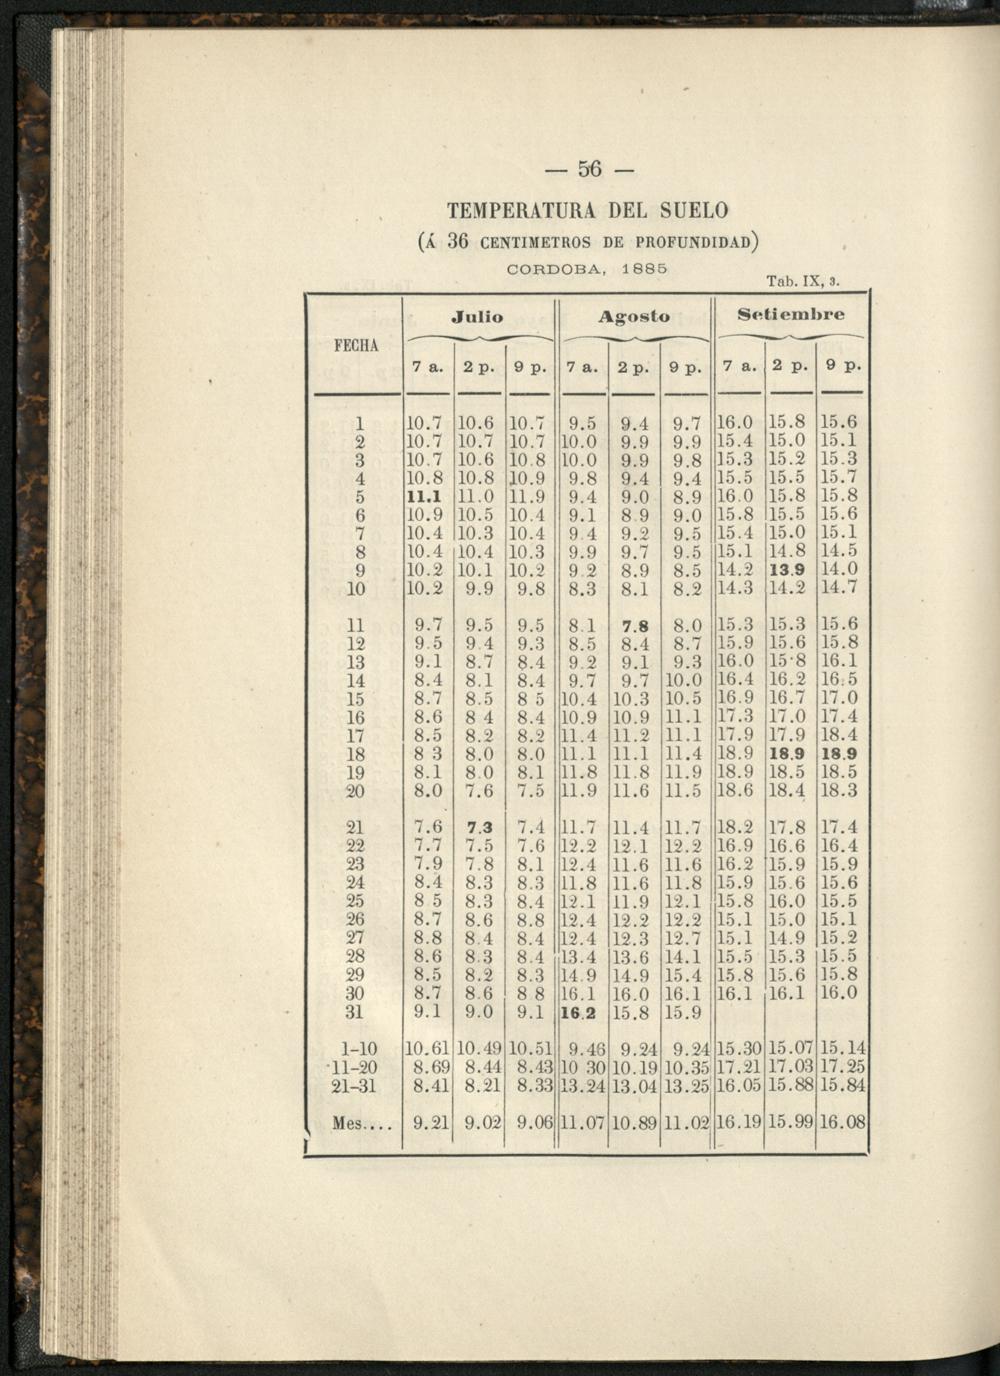 — 56 —
TEMPERATURA DEL SUELO
(Á 36 CENTIMETROS DE PROFUNDIDAD)
CORDOBA, 1885
Tab. IX, 3.
FECHA Julio Agosto Setiembre
7 a. 2 p. 9 p. 7 a. 2 p. 9 p. 7 a. 2 p. 9 p.
1 10.7 10.6 10.7 9.5 9.4 9.7 16.0 15.8 15.6
2 10.7 10.7 10.7 10.0 9.9 9.9 15.4 15.0 15.1
3 10.7 10.6 10.8 10.0 9.9 9.8 15.3 15.2 15.3
4 10.8 10.8 10.9 9.8 9.4 9.4 15.5 15.5 15.7
5 11.1 11.0 11.9 9.4 9.0 8.9 16.0 15.8 15.8
6 10.9 10.5 10.4 9.1 8.9 9.0 15.8 15.5 15.6
7 10.4 10.3 10.4 9.4 9.2 9.5 15.4 15.0 15.1
8 10.4 10.4 10.3 9.9 9.7 9.5 15.1 14.8 14.5
9 10.2 10.1 10.2 9.2 8.9 8.5 14.2 13.9 14.0
10 10.2 9.9 9.8 8.3 8.1 8.2 14.3 14.2 14.7
11 9.7 9.5 9.5 8.1 7.8 8.0 15.3 15.3 15.6
12 9.5 9.4 9.3 8.5 8.4 8.7 15.9 15.6 15.8
13 9.1 8.7 8.4 9.2 9.1 9.3 16.0 15·8 16.1
14 8.4 8.1 8.4 9.7 9.7 10.0 16.4 16.2 16.5
15 8.7 8.5 8 5 10.4 10.3 10.5 16.9 16.7 17.0
16 8.6 8 4 8.4 10.9 10.9 11.1 17.3 17.0 17.4
17 8.5 8.2 8.2 11.4 11.2 11.1 17.9 17.9 18.4
18 8 3 8.0 8.0 11.1 11.1 11.4 18.9 18.9 18.9
19 8.1 8.0 8.1 11.8 11.8 11.9 18.9 18.5 18.5
20 8.0 7.6 7.5 11.9 11.6 11.5 18.6 18.4 18.3
21 7.6 7.3 7.4 11.7 11.4 11.7 18.2 17.8 17.4
22 7.7 7.5 7.6 12.2 12.1 12.2 16.9 16.6 16.4
23 7.9 7.8 8.1 12.4 11.6 11.6 16.2 15.9 15.9
24 8.4 8.3 8.3 11.8 11.6 11.8 15.9 15.6 15.6
25 8 5 8.3 8.4 12.1 11.9 12.1 15.8 16.0 15.5
26 8.7 8.6 8.8 12.4 12.2 12.2 15.1 15.0 15.1
27 8.8 8.4 8.4 12.4 12.3 12.7 15.1 14.9 15.2
28 8.6 8.3 8.4 13.4 13.6 14.1 15.5 15.3 15.5
29 8.5 8.2 8.3 14.9 14.9 15.4 15.8 15.6 15.8
30 8.7 8.6 8 8 16.1 16.0 16.1 16.1 16.1 16.0
31 9.1 9.0 9.1 16.2 15.8 15.9
1-10 10.61 10.49 10.51 9.46 9.24 9.24 15.30 15.07 15.14
11-20 8.69 8.44 8.43 10 30 10.19 10.35 17.21 17.03 17.25
21-31 8.41 8.21 8.33 13.24 13.04 13.25 16.05 15.88 15.84
Mes.... 9.21 9.02 9.06 11.07 10.89 11.02 16.19 15.99 16.08